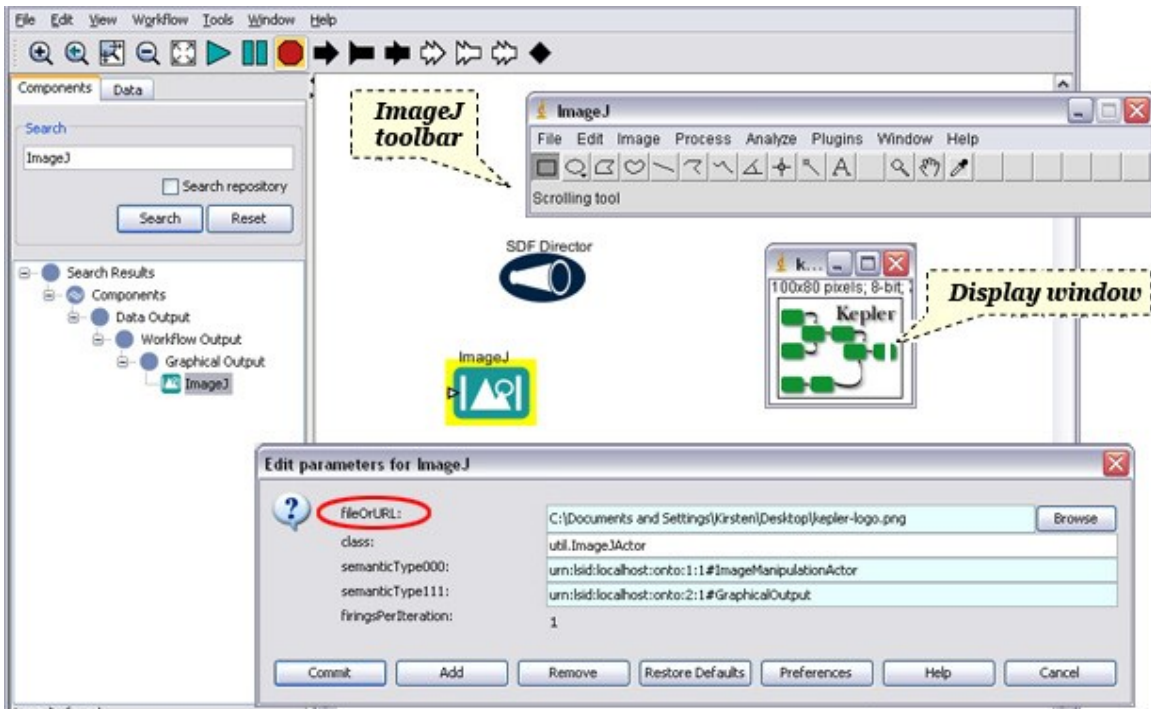 File Edit View Workflow Tools Window Help
Components Data
Search
ImageJ
Search repository
Search Reset
Search Results
Components
Data Output
Workflow Output
Graphical Output
ImageJ
ImageJ
toolbar
ImageJ
File Edit Image Process Analyze Plugins Window Help
A
Scrolling tool
SDF Director
ImageJ
k...
100x80 pixels; 8-bit;
Kepler
Display window
Edit parameters for ImageJ
fileOrURL: C:\Documents and Settings\Kirsten\Desktop\kepler-logo.png Browse
class: util.ImageJActor
semanticType000: urn:lsid:localhost:onto:1:1#ImageManipulationActor
semanticType111: urn:lsid:localhost:onto:2:1#GraphicalOutput
firingsPerIteration: 1
Commit Add Remove Restore Defaults Preferences Help Cancel